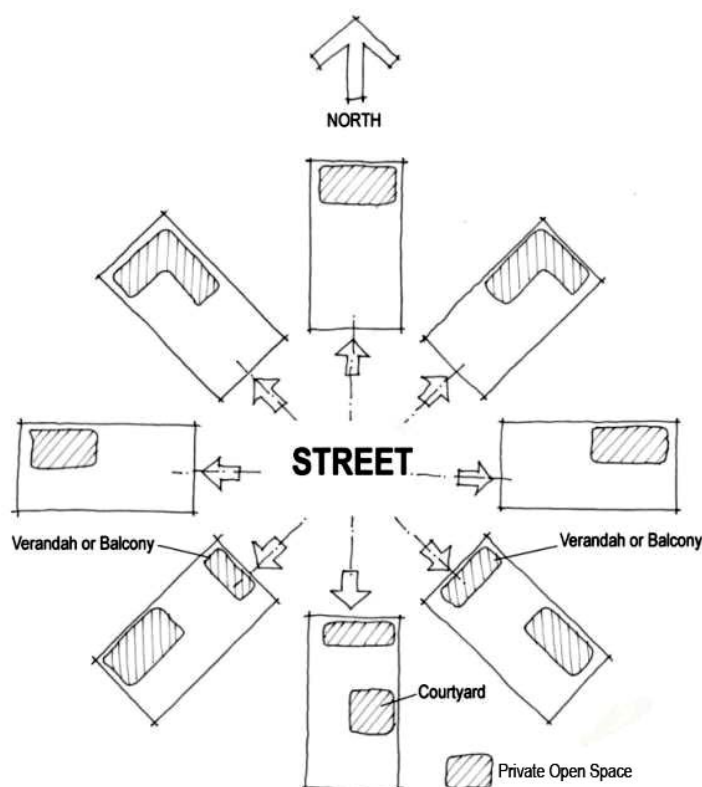 NORTH
STREET
Verandah or Balcony
Verandah or Balcony
Courtyard
Private Open Space